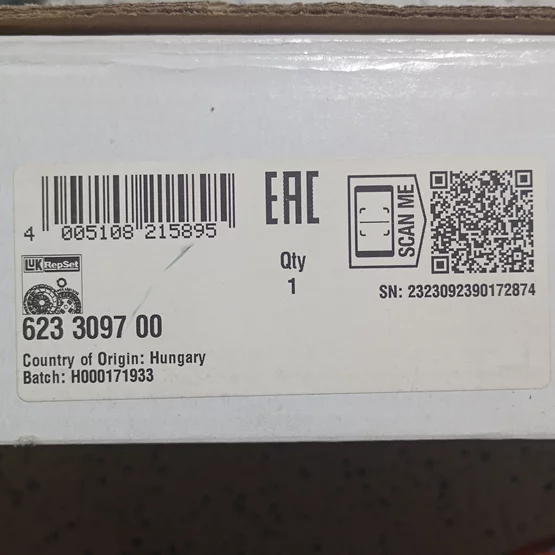 EAC
SCAN ME
4 005108 215895
Qty
1
SN: 2323092390172874
LuK RepSet
623 3097 00
Country of Origin: Hungary
Batch: H000171933